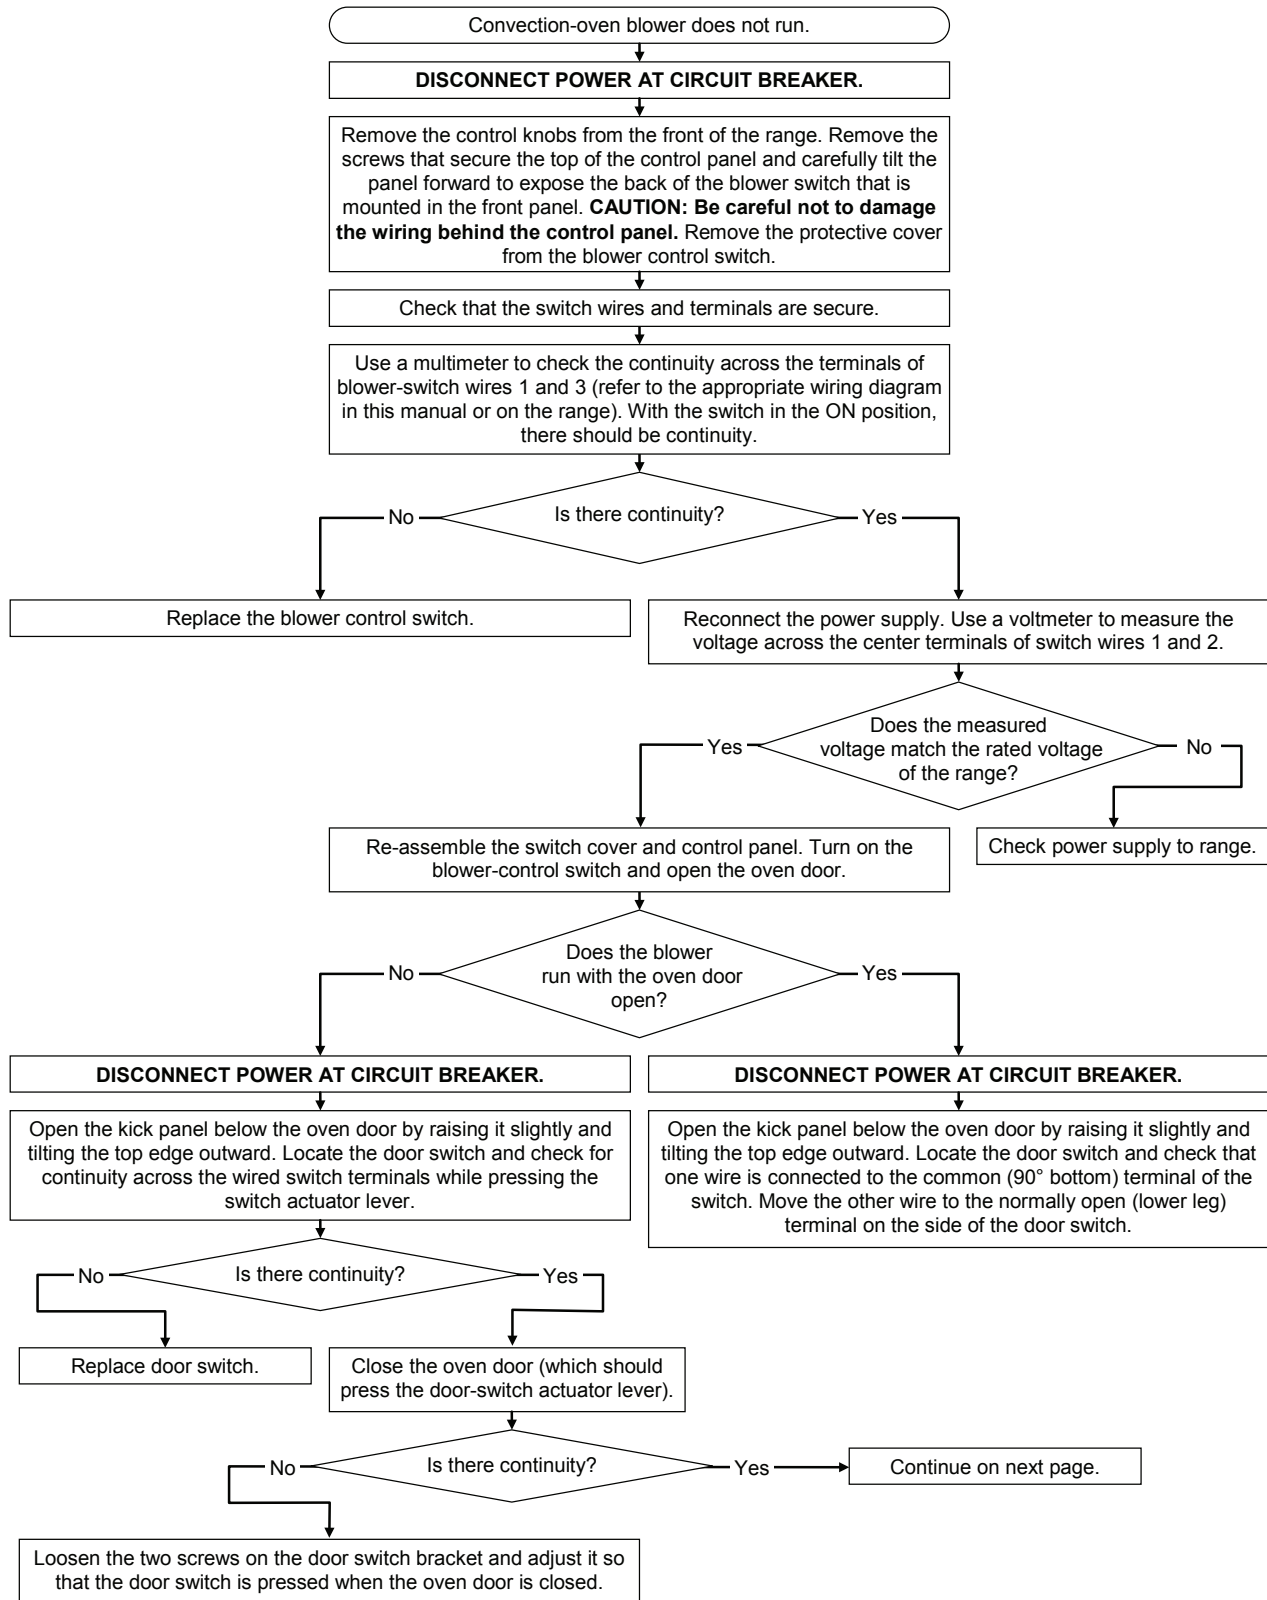 Convection-oven blower does not run.
DISCONNECT POWER AT CIRCUIT BREAKER.
Remove the control knobs from the front of the range. Remove the
screws that secure the top of the control panel and carefully tilt the
panel forward to expose the back of the blower switch that is
mounted in the front panel. CAUTION: Be careful not to damage
the wiring behind the control panel. Remove the protective cover
from the blower control switch.
Check that the switch wires and terminals are secure.
Use a multimeter to check the continuity across the terminals of
blower-switch wires 1 and 3 (refer to the appropriate wiring diagram
in this manual or on the range). With the switch in the ON position,
there should be continuity.
Is there continuity?
No
Yes
Replace the blower control switch.
Reconnect the power supply. Use a voltmeter to measure the
voltage across the center terminals of switch wires 1 and 2.
Does the measured
voltage match the rated voltage
of the range?
Yes
No
Re-assemble the switch cover and control panel. Turn on the
blower-control switch and open the oven door.
Check power supply to range.
Does the blower
run with the oven door
open?
No
Yes
DISCONNECT POWER AT CIRCUIT BREAKER.
Open the kick panel below the oven door by raising it slightly and
tilting the top edge outward. Locate the door switch and check for
continuity across the wired switch terminals while pressing the
switch actuator lever.
DISCONNECT POWER AT CIRCUIT BREAKER.
Open the kick panel below the oven door by raising it slightly and
tilting the top edge outward. Locate the door switch and check that
one wire is connected to the common (90° bottom) terminal of the
switch. Move the other wire to the normally open (lower leg)
terminal on the side of the door switch.
Is there continuity?
No
Yes
Replace door switch.
Close the oven door (which should
press the door-switch actuator lever).
Is there continuity?
No
Yes
Continue on next page.
Loosen the two screws on the door switch bracket and adjust it so
that the door switch is pressed when the oven door is closed.